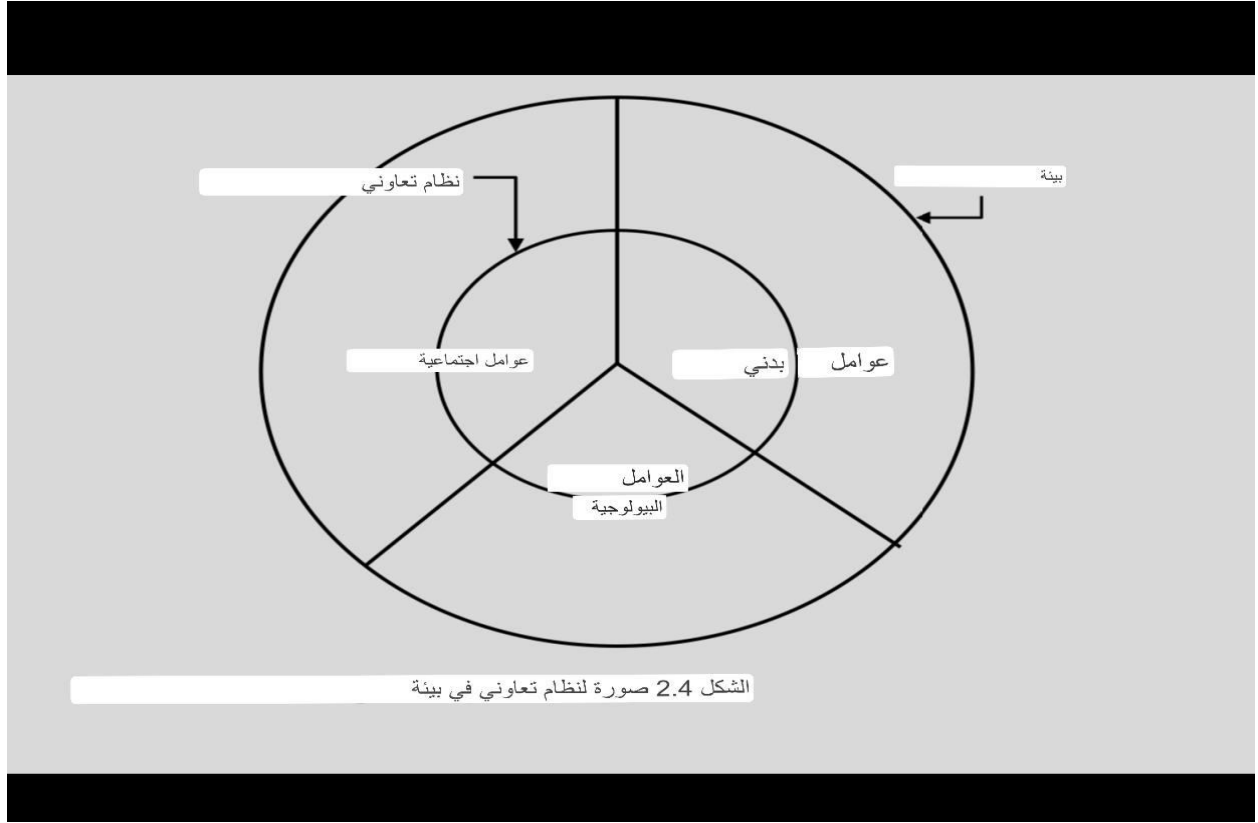 نظام تعاوني
بيئة
عوامل اجتماعية
بدني
عوامل
العوامل
البيولوجية
الشكل 2.4 صورة لنظام تعاوني في بيئة